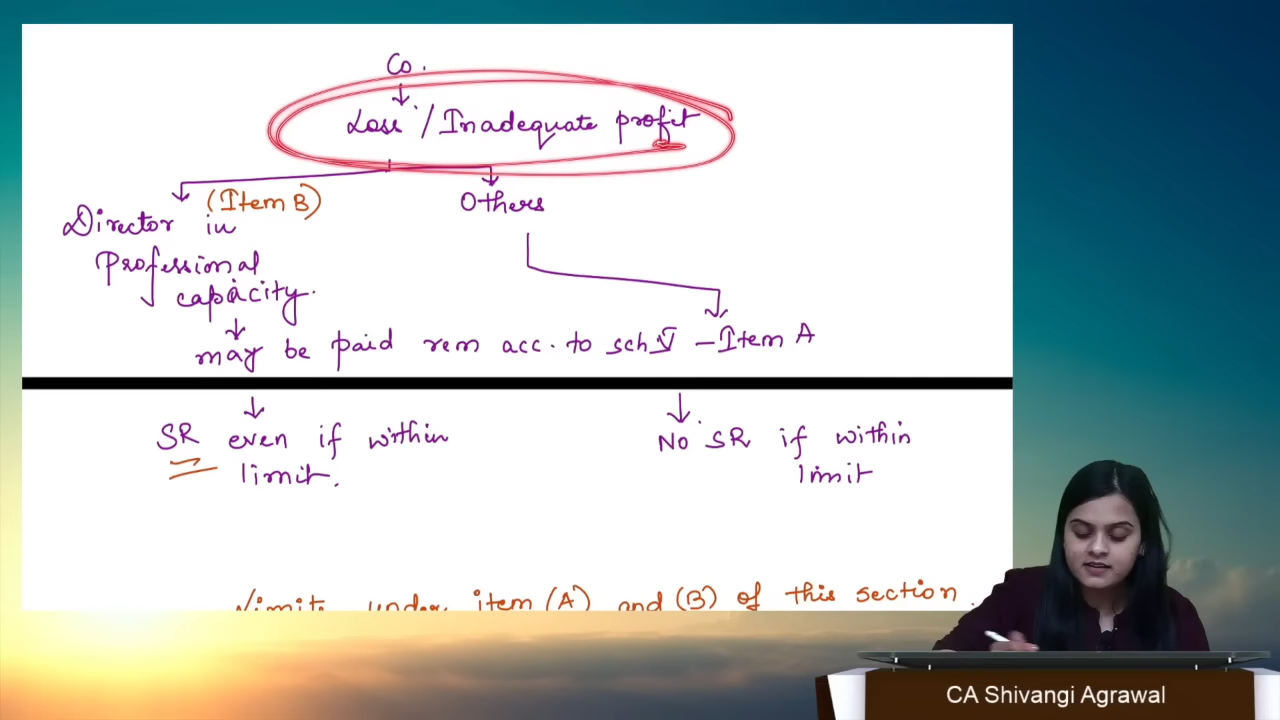 Co.
Loss / Inadequate profit
(Item B)
Others
Director in
Professional
capacity.
may be paid rem acc. to sch V - Item A
SR even if within
limit.
No SR if within
limit
limits under item (A) and (B) of this section.
CA Shivangi Agrawal